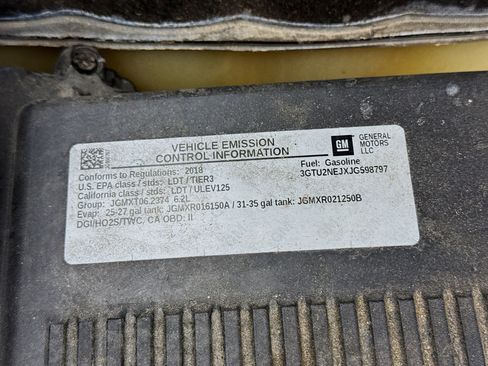 VEHICLE EMISSION
CONTROL INFORMATION
GM
GENERAL
MOTORS
LLC
Conforms to Regulations: 2018
Fuel: Gasoline
U.S. EPA class / stds: LDT / TIER3
3GTU2NEJXJG598797
California class / stds: LDT / ULEV125
Group: JGMXT06.2374 6.2L
Evap: 25-27 gal tank: JGMXR016150A / 31-35 gal tank: JGMXR021250B
DGI/HO2S/TWC, CA OBD: II